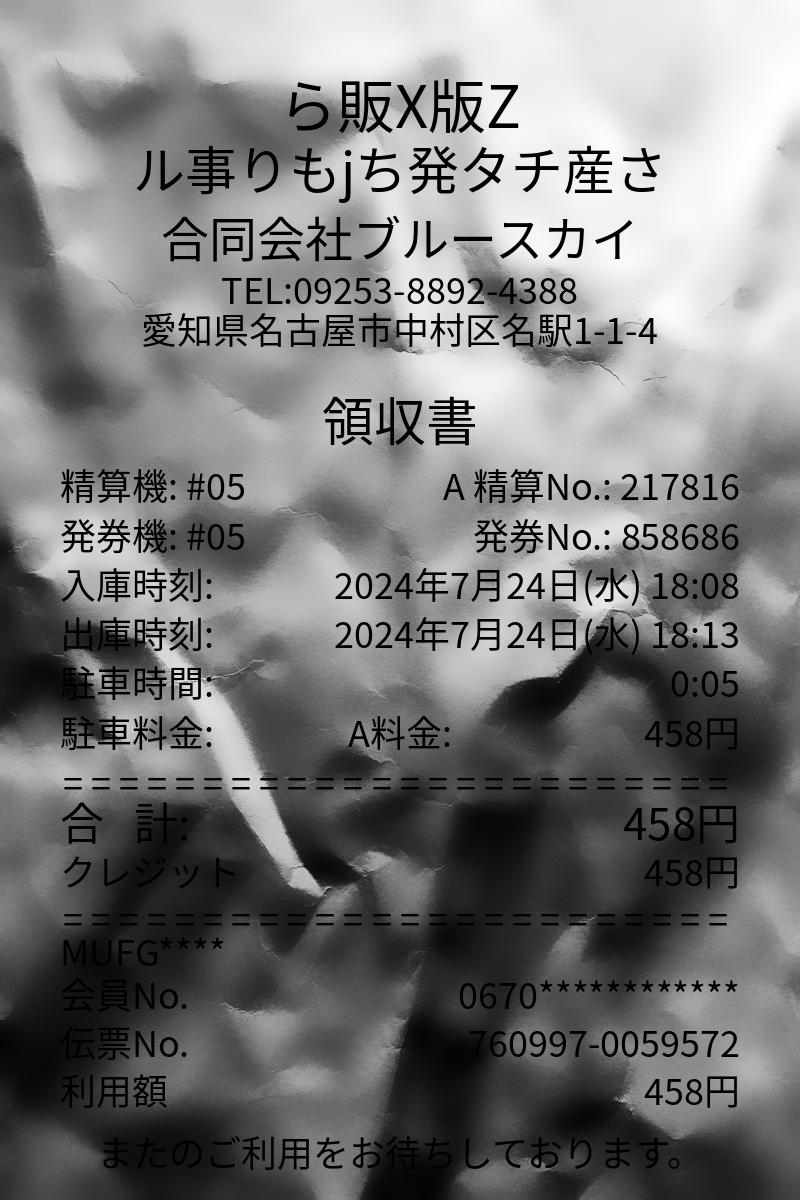 ら販X版Z
ル事りもjち発タチ産さ
合同会社ブルースカイ
TEL:09253-8892-4388
愛知県名古屋市中村区名駅1-1-4
領収書
精算機: #05 A 精算No.: 217816
発券機: #05 発券No.: 858686
入庫時刻: 2024年7月24日(水) 18:08
出庫時刻: 2024年7月24日(水) 18:13
駐車時間: 0:05
駐車料金: A料金: 458円
========================
合 計: 458円
クレジット 458円
========================
MUFG****
会員No. 0670************
伝票No. 760997-0059572
利用額 458円
またのご利用をお待ちしております。